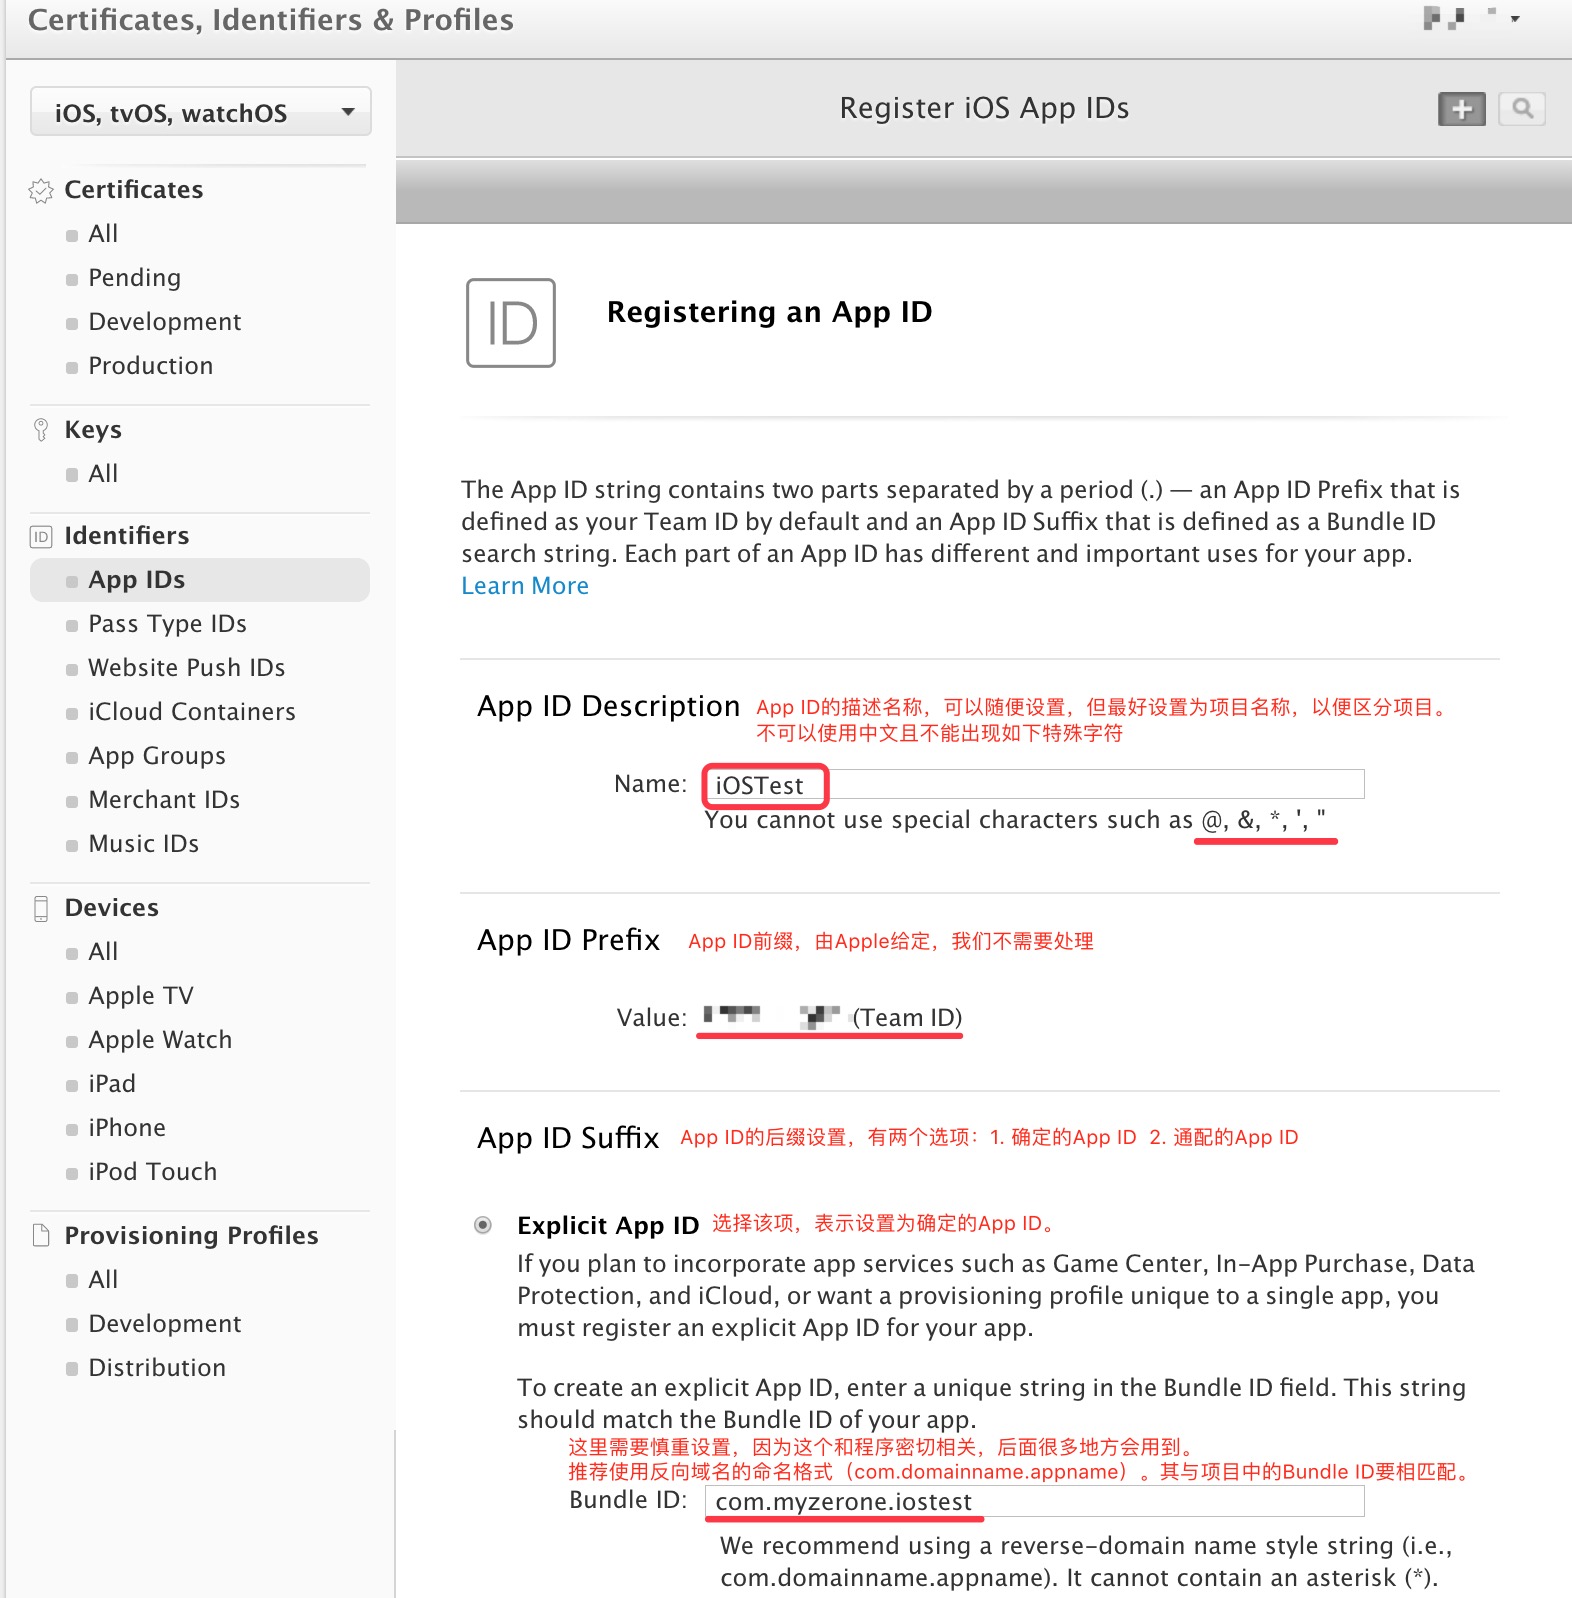 Certificates, Identifiers & Profiles
iOS, tvOS, watchOS
Register iOS App IDs
Certificates
All
Pending
Development
Production
Keys
All
Identifiers
App IDs
Pass Type IDs
Website Push IDs
iCloud Containers
App Groups
Merchant IDs
Music IDs
Devices
All
Apple TV
Apple Watch
iPad
iPhone
iPod Touch
Provisioning Profiles
All
Development
Distribution
ID
Registering an App ID
The App ID string contains two parts separated by a period (.) — an App ID Prefix that is
defined as your Team ID by default and an App ID Suffix that is defined as a Bundle ID
search string. Each part of an App ID has different and important uses for your app.
Learn More
App ID Description App ID的描述名称，可以随便设置，但最好设置为项目名称，以便区分项目。
不可以使用中文且不能出现如下特殊字符
Name: iOSTest
You cannot use special characters such as @, &, *, ', "
App ID Prefix App ID前缀，由Apple给定，我们不需要处理
Value: (Team ID)
App ID Suffix App ID的后缀设置，有两个选项：1. 确定的App ID 2. 通配的App ID
Explicit App ID 选择该项，表示设置为确定的App ID。
If you plan to incorporate app services such as Game Center, In-App Purchase, Data
Protection, and iCloud, or want a provisioning profile unique to a single app, you
must register an explicit App ID for your app.
To create an explicit App ID, enter a unique string in the Bundle ID field. This string
should match the Bundle ID of your app.
这里需要慎重设置，因为这个和程序密切相关，后面很多地方会用到。
推荐使用反向域名的命名格式（com.domainname.appname）。其与项目中的Bundle ID要相匹配。
Bundle ID: com.myzerone.iostest
We recommend using a reverse-domain name style string (i.e.,
com.domainname.appname). It cannot contain an asterisk (*).